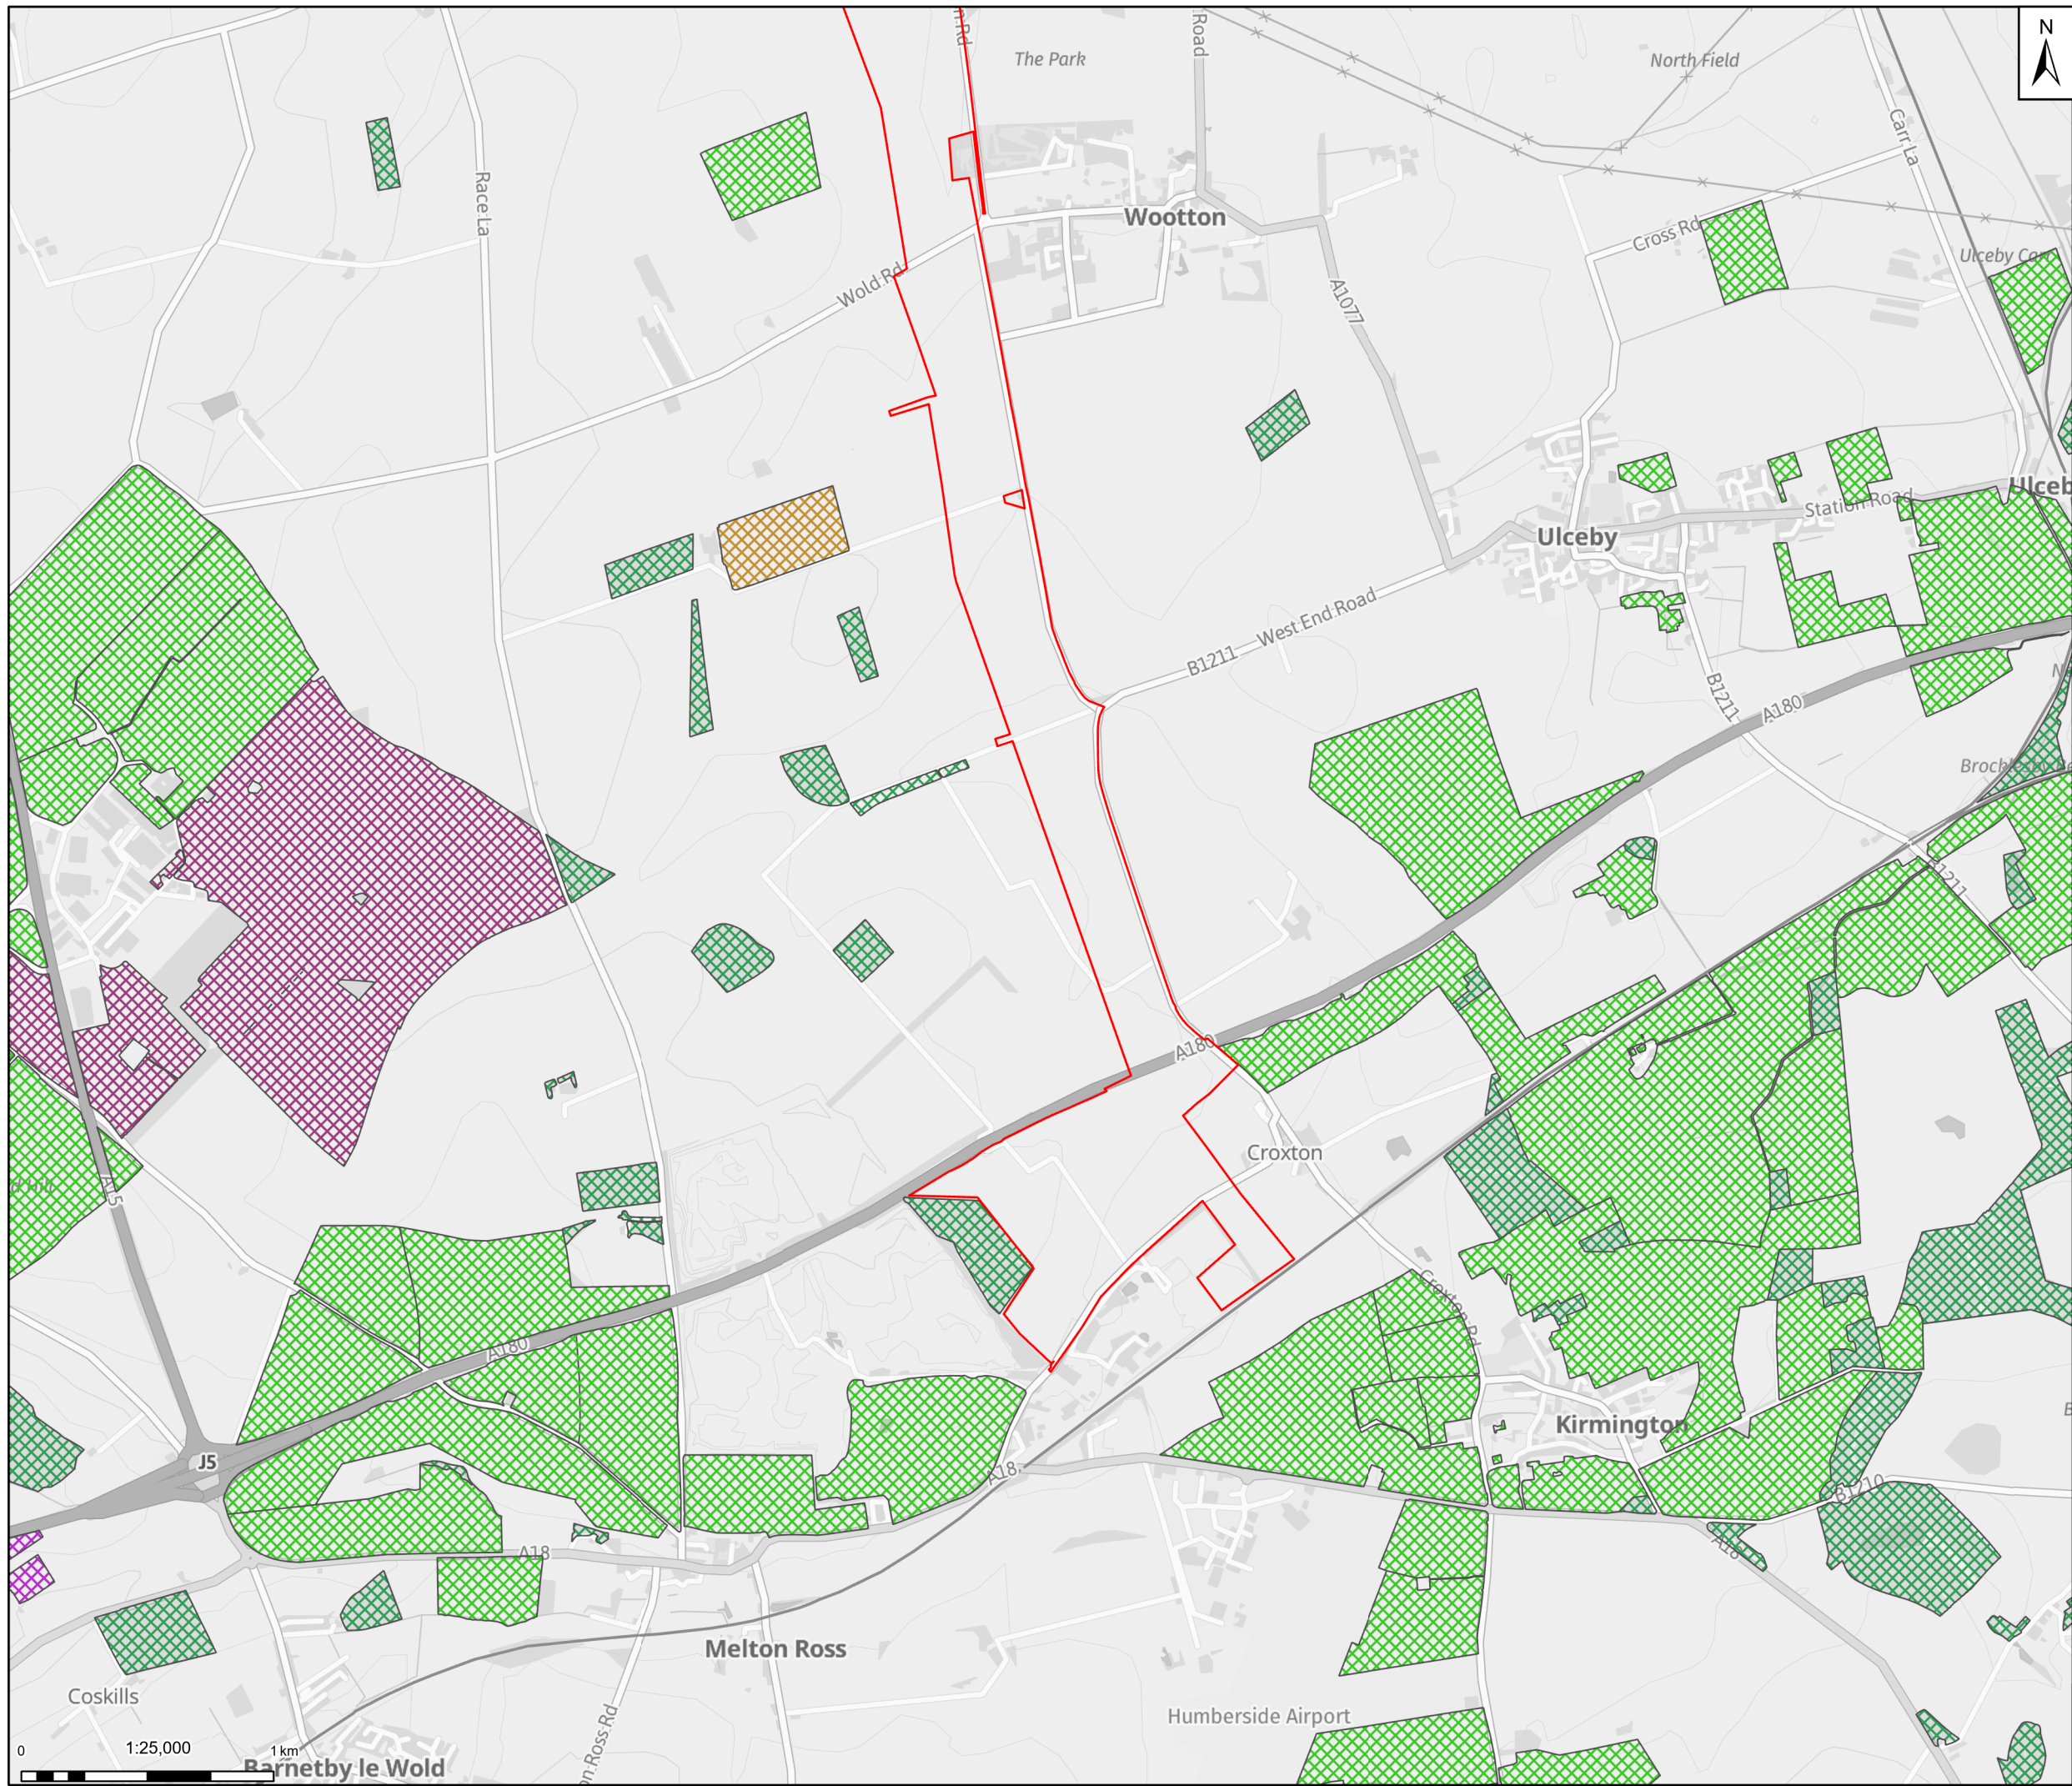 Road
The Park
North Field
N
Carr La
Race La
Wootton
Cross Rd
Wold Rd
A1077
Station Road
Ulceby
West End Road
B1211
B1211
A180
B1211
A180
Croxton
A15
Croxton Rd
A180
J5
Kirmington
A18
B1210
A18
A18
Melton Ross
Coskills
Humberside Airport
0
1:25,000
1 km
Barnetby le Wold